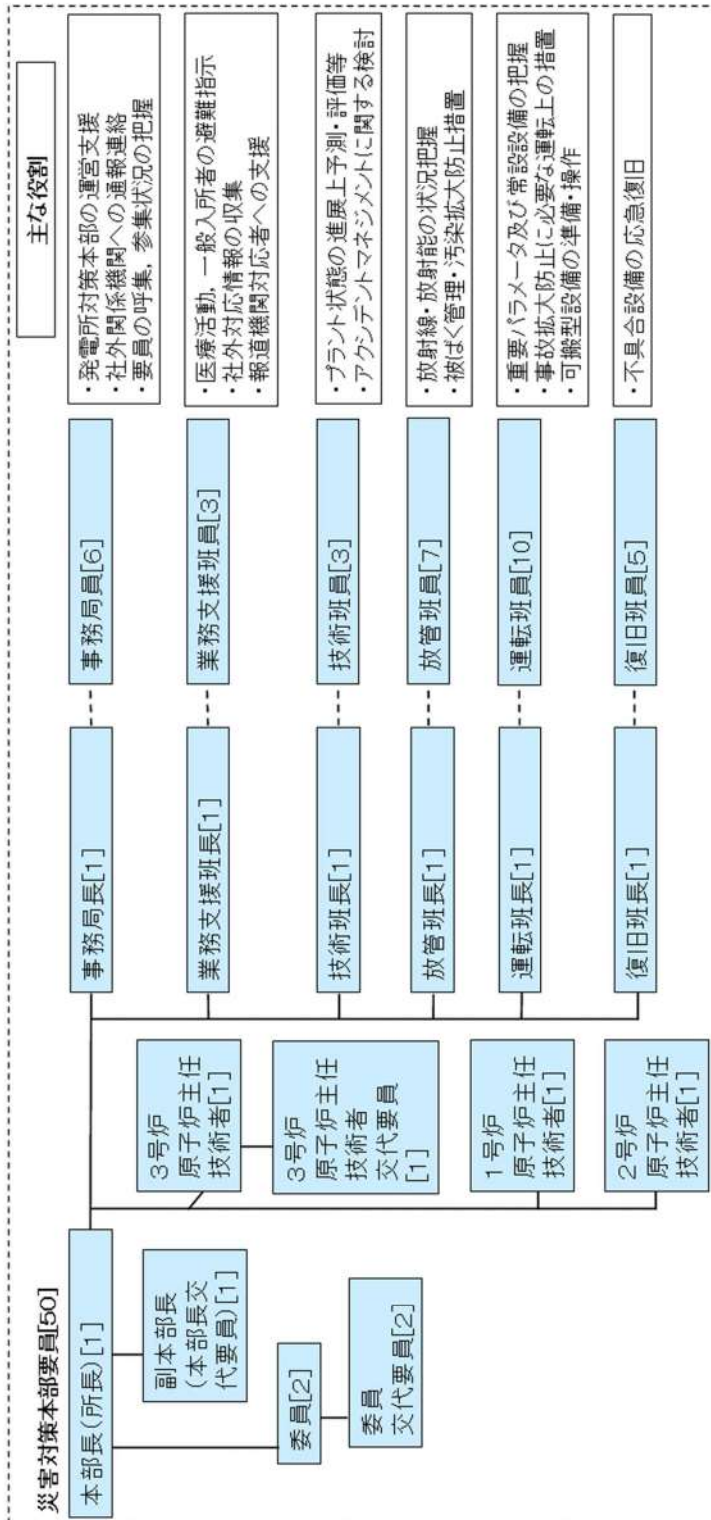 災害対策本部要員[50]
本部長(所長)[1]
副本部長
(本部長交
代要員)[1]
委員[2]
委員
交代要員[2]
3号炉
原子炉主任
技術者[1]
3号炉
原子炉主任
技術者
交代要員
[1]
1号炉
原子炉主任
技術者[1]
2号炉
原子炉主任
技術者[1]
主な役割
事務局長[1]
事務局員[6]
・発電所対策本部の運営支援
・社外関係機関への通報連絡
・要員の呼集，参集状況の把握
業務支援班長[1]
業務支援班員[3]
・医療活動，一般入所者の避難指示
・社外対応情報の収集
・報道機関対応者への支援
技術班長[1]
技術班員[3]
・プラント状態の進展上予測・評価等
・アクシデントマネジメントに関する検討
放管班長[1]
放管班員[7]
・放射線・放射能の状況把握
・被ばく管理・汚染拡大防止措置
運転班長[1]
運転班員[10]
・重要パラメータ及び常設設備の把握
・事故拡大防止に必要な運転上の措置
・可搬型設備の準備・操作
復旧班長[1]
復旧班員[5]
・不具合設備の応急復旧